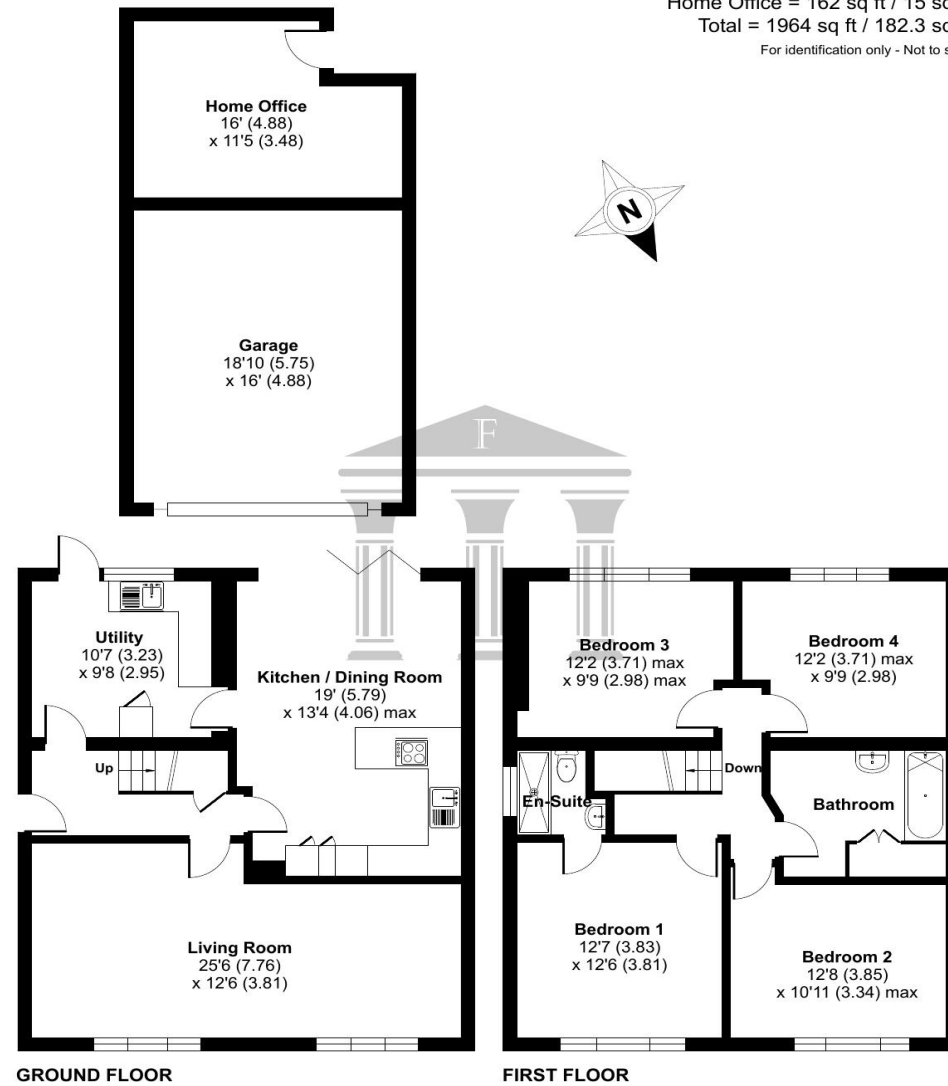 Home Office = 162 sq ft / 15 sq
Total = 1964 sq ft / 182.3 sq
For identification only - Not to s
Home Office
16' (4.88)
x 11'5 (3.48)
N
Garage
18'10 (5.75)
x 16' (4.88)
F
Utility
10'7 (3.23)
x 9'8 (2.95)
Kitchen / Dining Room
19' (5.79)
x 13'4 (4.06) max
Up
Living Room
25'6 (7.76)
x 12'6 (3.81)
GROUND FLOOR
Bedroom 3
12'2 (3.71) max
x 9'9 (2.98) max
Bedroom 4
12'2 (3.71) max
x 9'9 (2.98)
Down
En-Suite
Bathroom
Bedroom 1
12'7 (3.83)
x 12'6 (3.81)
Bedroom 2
12'8 (3.85)
x 10'11 (3.34) max
FIRST FLOOR